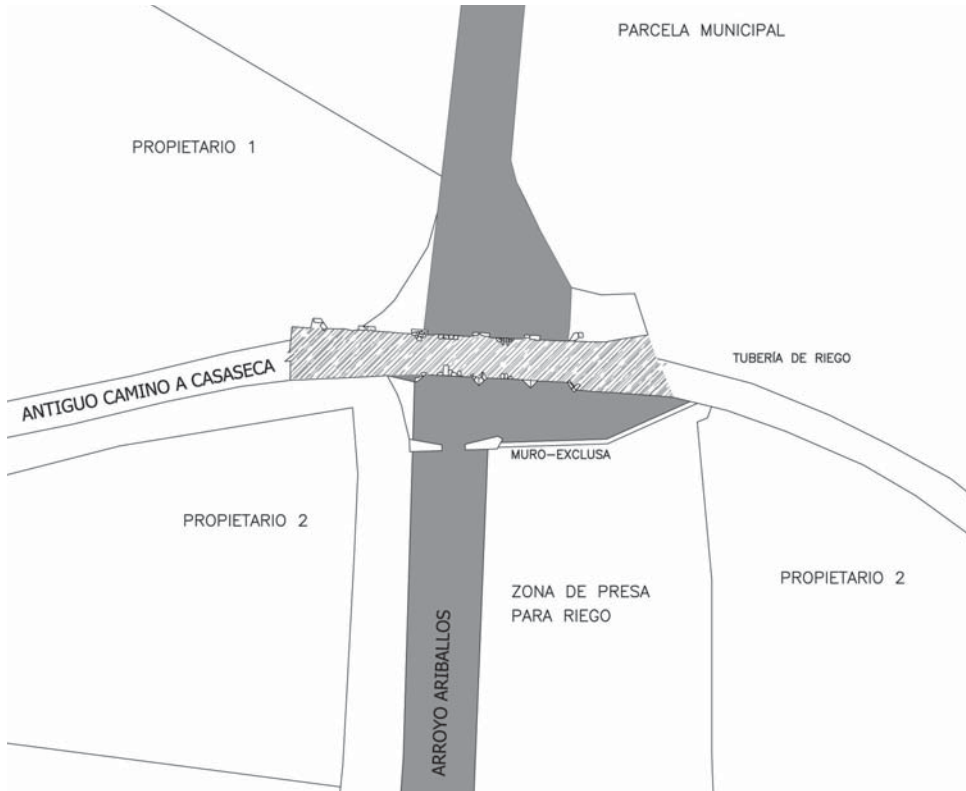 PARCELA MUNICIPAL
PROPIETARIO 1
TUBERÍA DE RIEGO
ANTIGUO CAMINO A CASASECA
MURO-EXCLUSA
PROPIETARIO 2
PROPIETARIO 2
ZONA DE PRESA
PARA RIEGO
ARROYO ARIBALLOS